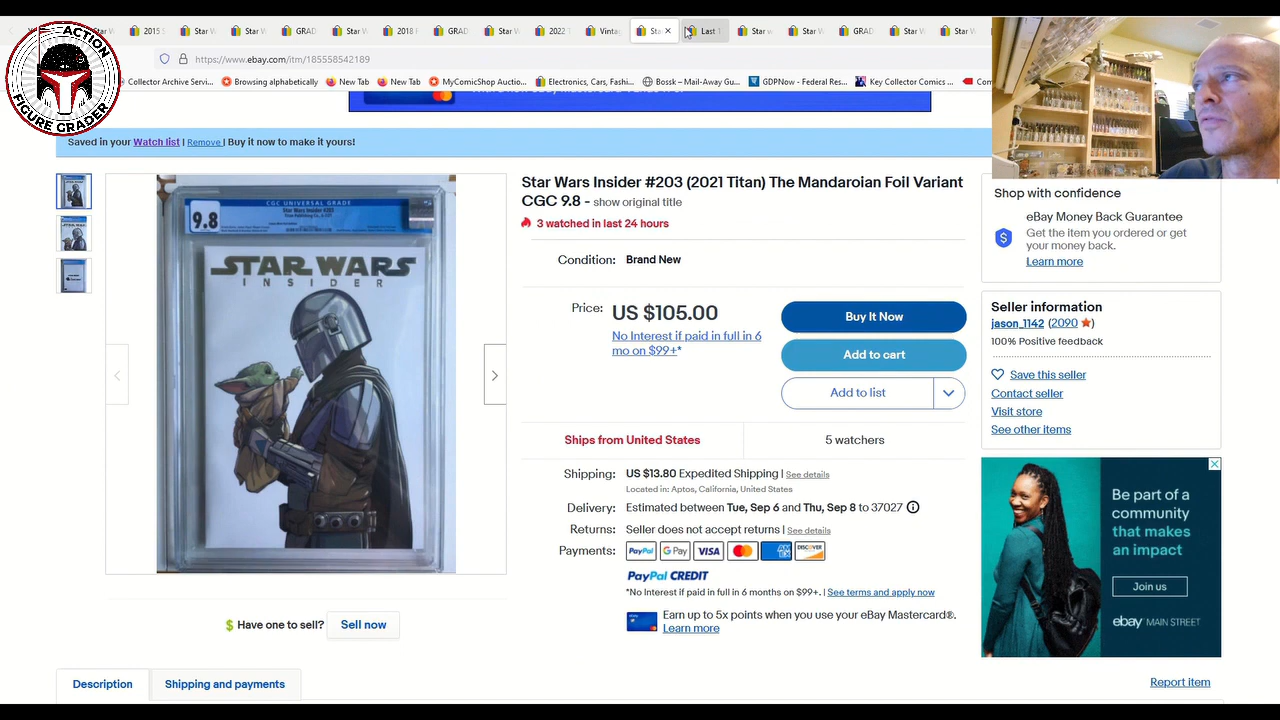 ACTION
FIGURE GRADER
2015 S
Star W
Star V
GRAD
Star V
2018 F
GRAD
Star W
2022 T
Vinta
Sta
Last 1
Star w
Star W
GRAD
Star W
https://www.ebay.com/itm/185558542189
Collector Archive Servi...
Browsing alphabetically
New Tab
New Tab
MyComicShop Auctio...
Electronics, Cars, Fashi...
Bossk – Mail-Away Gu...
GDPNow - Federal Res...
Key Collector Comics ...
Com
Saved in your Watch list | Remove | Buy it now to make it yours!
CGC UNIVERSAL GRADE
9.8
STAR WARS
INSIDER
Star Wars Insider #203 (2021 Titan) The Mandaroian Foil Variant
CGC 9.8 - show original title
3 watched in last 24 hours
Condition: Brand New
Price: US $105.00
No Interest if paid in full in 6
mo on $99+*
Buy It Now
Add to cart
Add to list
Ships from United States
5 watchers
Shipping: US $13.80 Expedited Shipping | See details
Located in: Aptos, California, United States
Delivery: Estimated between Tue, Sep 6 and Thu, Sep 8 to 37027
Returns: Seller does not accept returns | See details
Payments: PayPal G Pay VISA DISCOVER
PayPal CREDIT
*No Interest if paid in full in 6 months on $99+. | See terms and apply now
Earn up to 5x points when you use your eBay Mastercard®.
Learn more
Have one to sell? Sell now
Description
Shipping and payments
Shop with confidence
eBay Money Back Guarantee
Get the item you ordered or get
your money back.
Learn more
Seller information
jason_1142 (2090)
100% Positive feedback
Save this seller
Contact seller
Visit store
See other items
Be part of a
community
that makes
an impact
Join us
ebay MAIN STREET
Report item